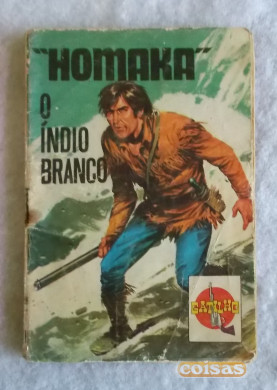 "HOMAKA"
O
ÍNDIO
BRANCO
GATILHO
coisas